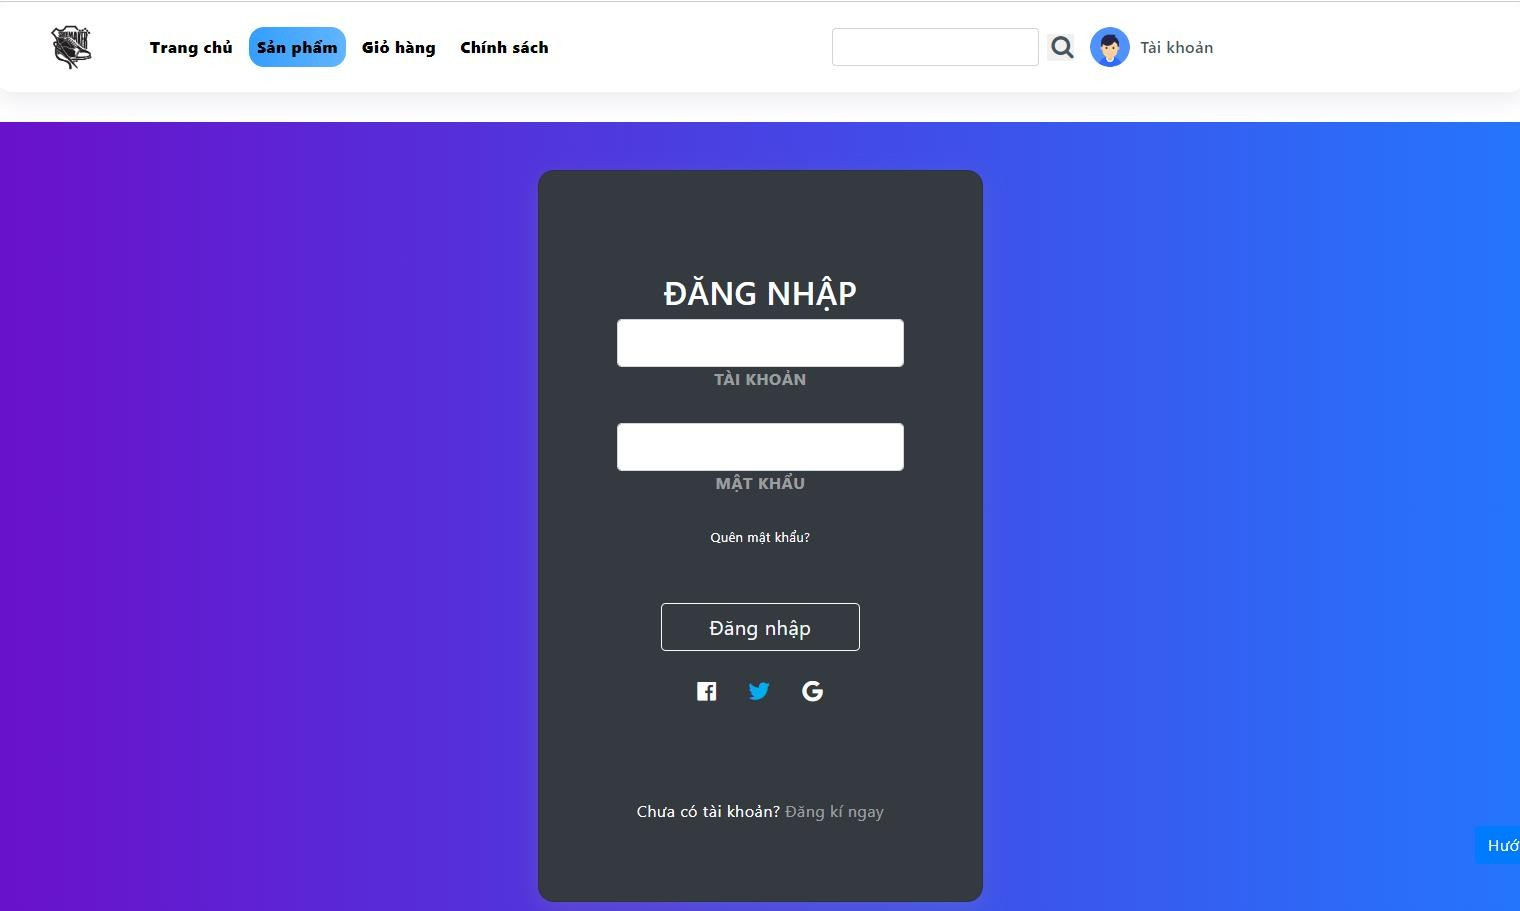 Trang chủ Sản phẩm Giỏ hàng Chính sách Tài khoản
ĐĂNG NHẬP
TÀI KHOẢN
MẬT KHẨU
Quên mật khẩu?
Đăng nhập
Chưa có tài khoản? Đăng kí ngay
Hướ